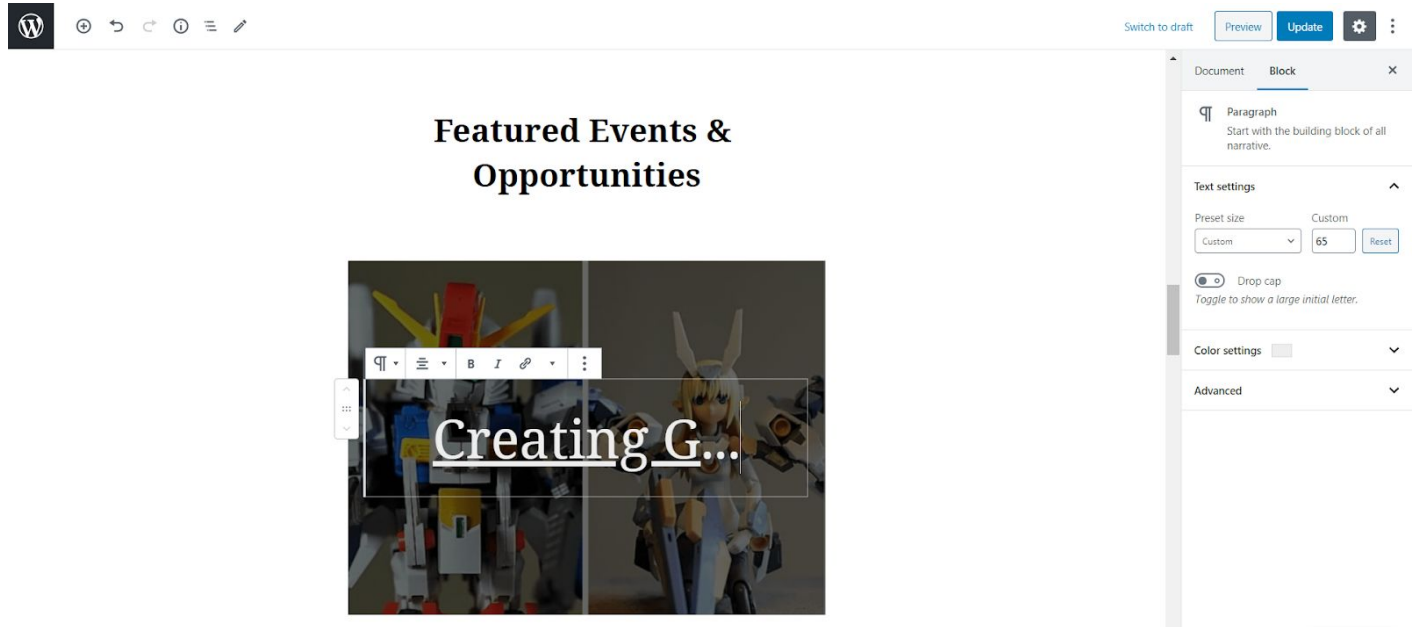 Switch to draft
Preview
Update
Document
Block
Paragraph
Start with the building block of all
narrative.
Text settings
Preset size
Custom
Custom
65
Reset
Drop cap
Toggle to show a large initial letter.
Color settings
Advanced
Featured Events &
Opportunities
B I
Creating G...